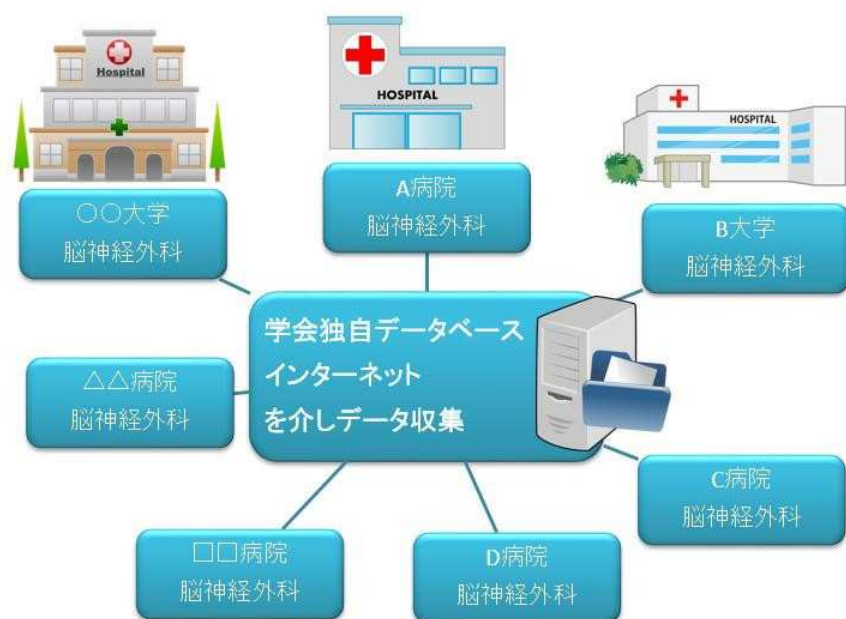 Hospital
HOSPITAL
HOSPITAL
〇〇大学
脳神経外科
A病院
脳神経外科
B大学
脳神経外科
学会独自データベース
インターネット
を介しデータ収集
△△病院
脳神経外科
C病院
脳神経外科
□□病院
脳神経外科
D病院
脳神経外科